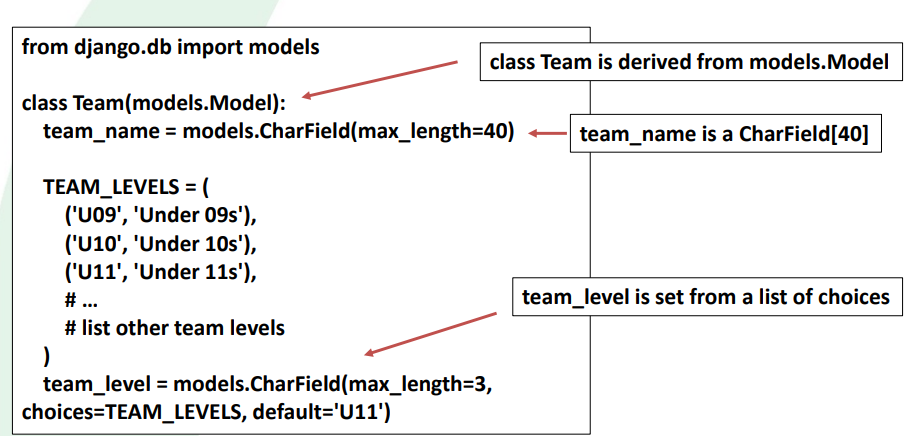 from django.db import models
class Team is derived from models.Model
class Team(models.Model):
team_name = models.CharField(max_length=40)
team_name is a CharField[40]
TEAM_LEVELS = (
('U09', 'Under 09s'),
('U10', 'Under 10s'),
('U11', 'Under 11s'),
# …
team_level is set from a list of choices
# list other team levels
)
team_level = models.CharField(max_length=3,
choices=TEAM_LEVELS, default='U11')